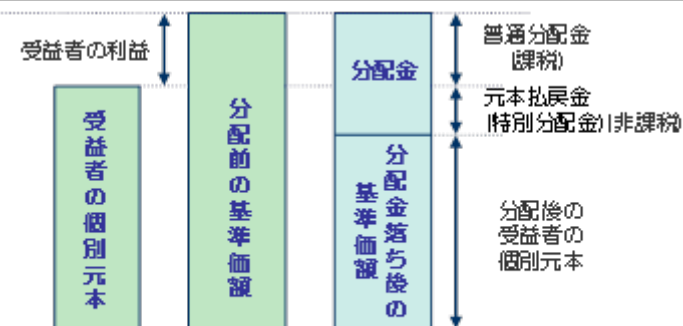 受益者の利益
受益者の個別元本
分配前の基準価額
分配金
分配金落ち後の
基準価額
普通分配金
(課税)
元本払戻金
(特別分配金)(非課税)
分配後の
受益者の
個別元本